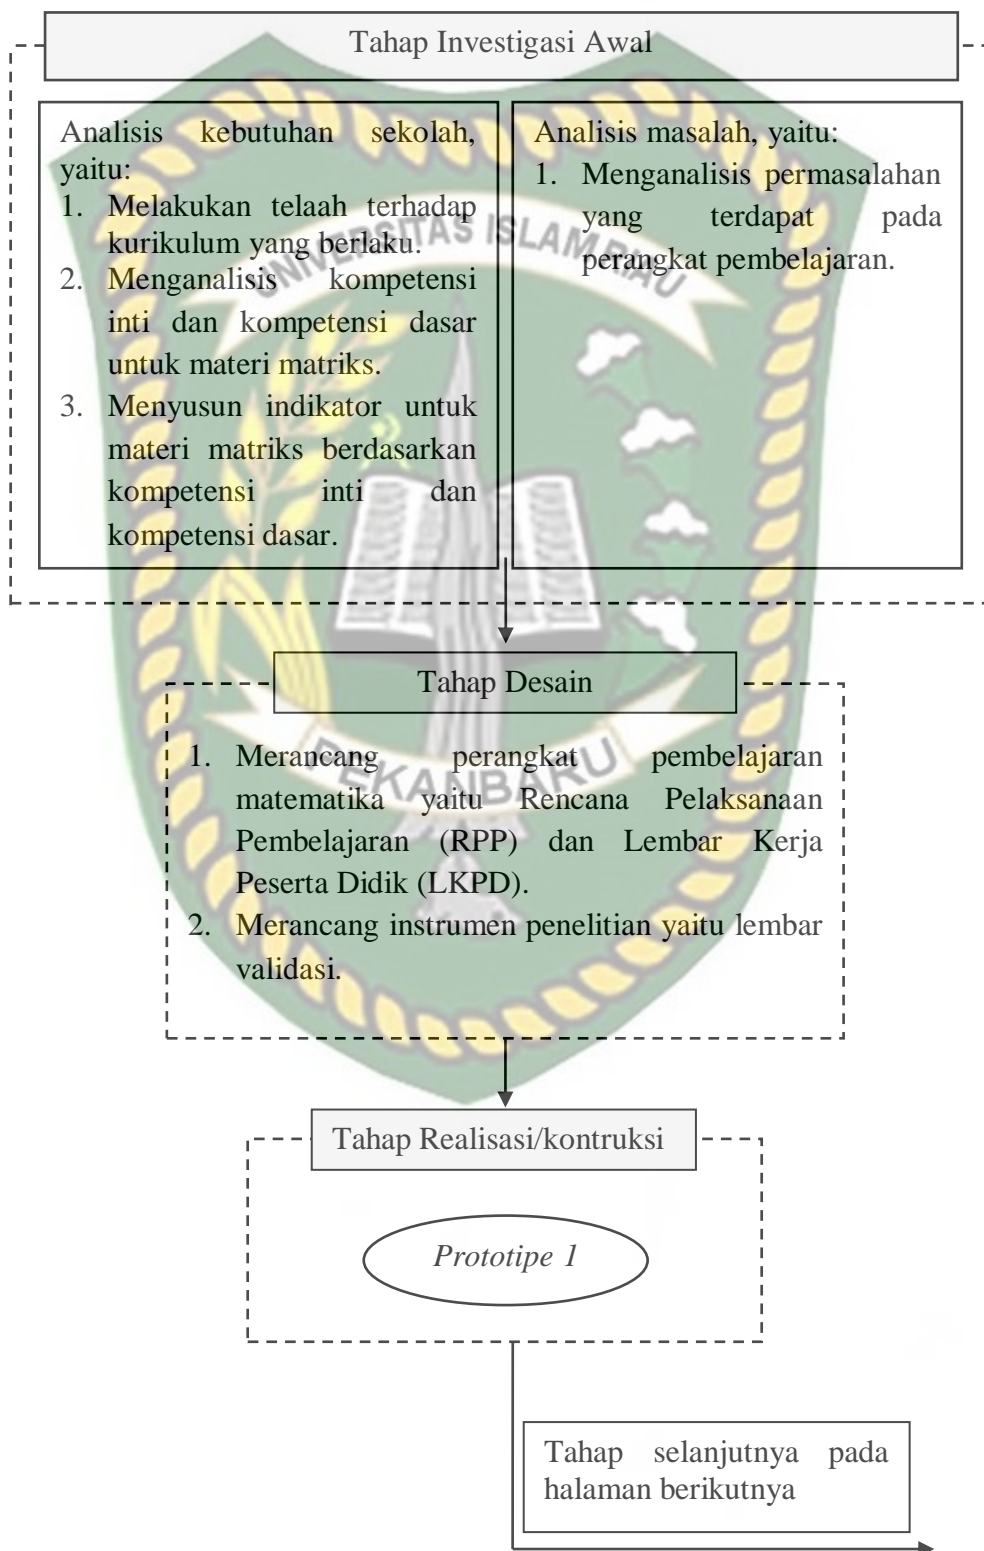 Tahap Investigasi Awal
Analisis kebutuhan sekolah,
yaitu:
1. Melakukan telaah terhadap
kurikulum yang berlaku.
2. Menganalisis kompetensi
inti dan kompetensi dasar
untuk materi matriks.
3. Menyusun indikator untuk
materi matriks berdasarkan
kompetensi inti dan
kompetensi dasar.
Analisis masalah, yaitu:
1. Menganalisis permasalahan
yang terdapat pada
perangkat pembelajaran.
UNIVERSITAS ISLAM RIAU
Tahap Desain
1. Merancang perangkat pembelajaran
matematika yaitu Rencana Pelaksanaan
Pembelajaran (RPP) dan Lembar Kerja
Peserta Didik (LKPD).
2. Merancang instrumen penelitian yaitu lembar
validasi.
PEKANBARU
Tahap Realisasi/kontruksi
Prototipe 1
Tahap selanjutnya pada
halaman berikutnya